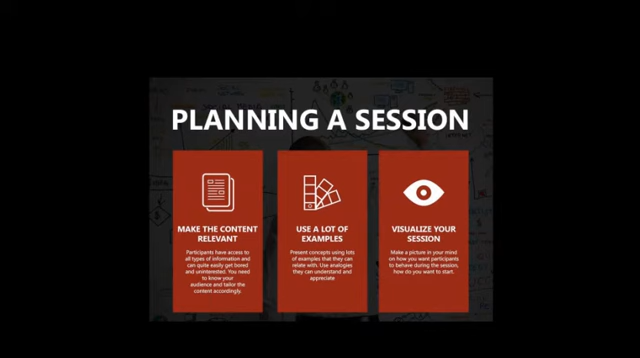 PLANNING A SESSION
MAKE THE CONTENT
RELEVANT
Participants have access to
all types of information and
can quite easily get bored
and uninterested. You need
to know your
audience and tailor the
content accordingly.
USE A LOT OF
EXAMPLES
Present concepts using lots
of examples that they can
relate with. Use analogies
they can understand and
appreciate
VISUALIZE YOUR
SESSION
Make a picture in your mind
on how you want participants
to behave during the session,
how do you want to start.